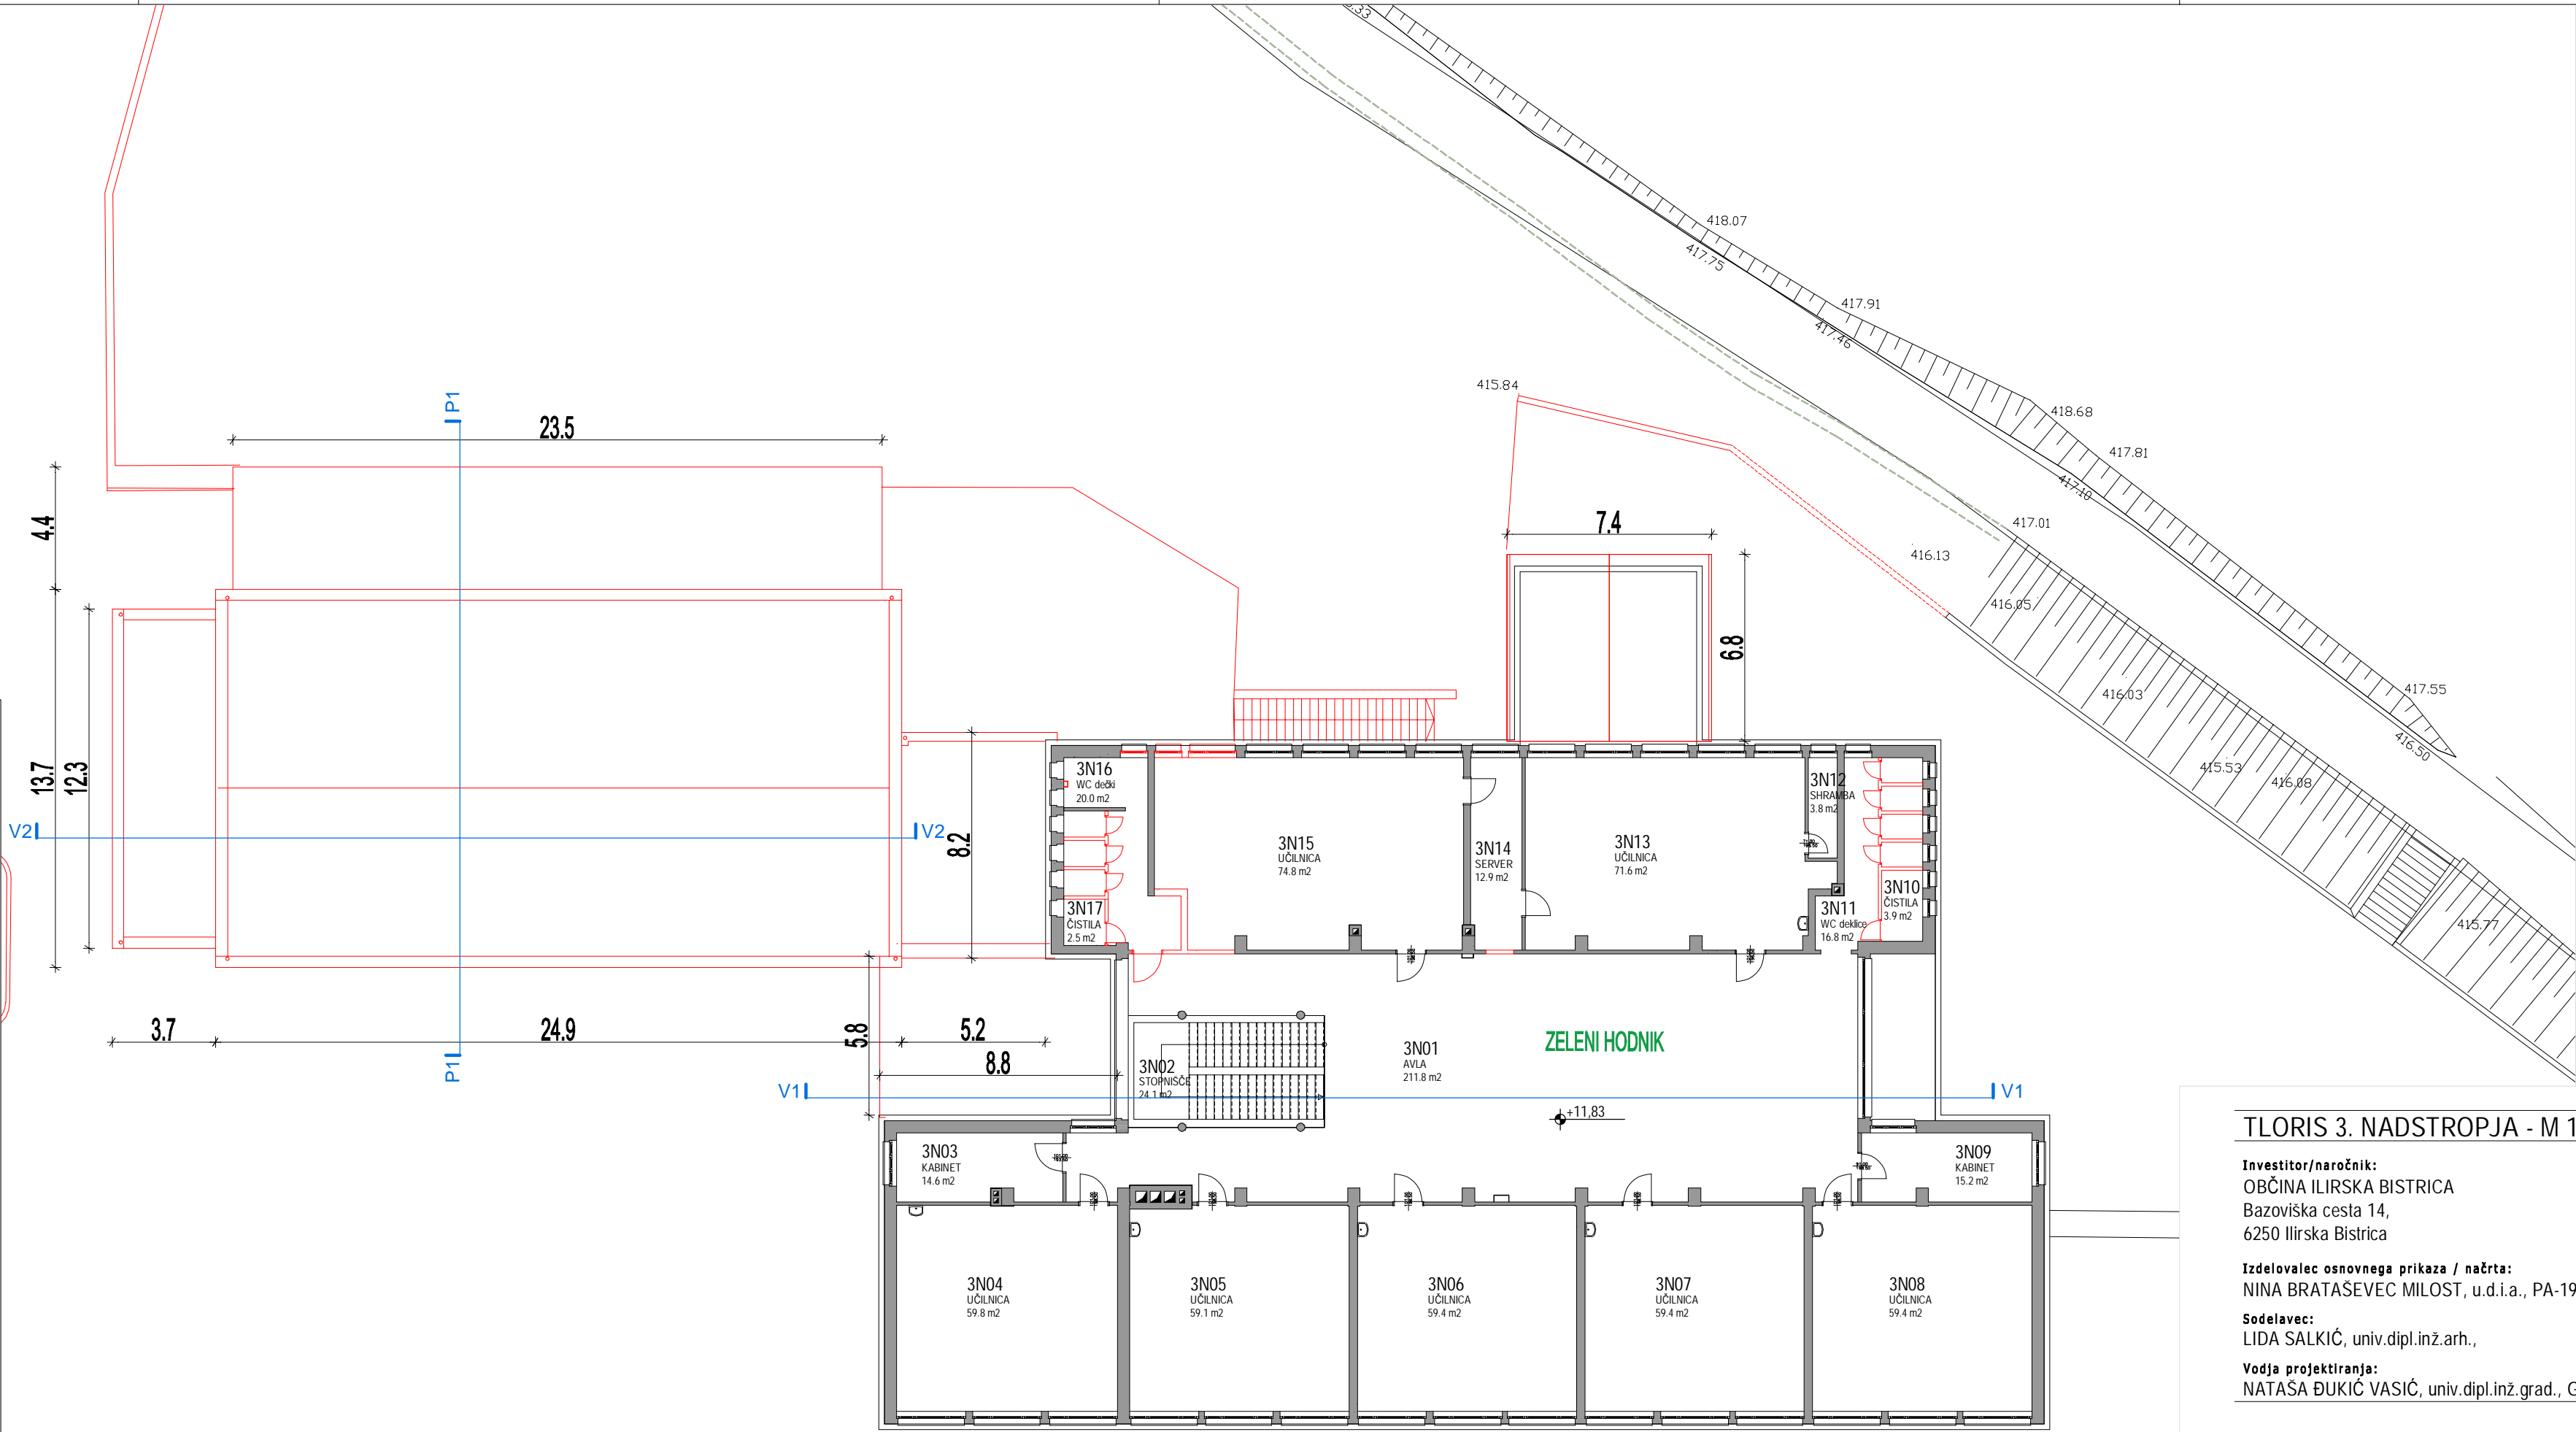 .33
418.07
417.75
417.91
417.46
415.84
418.68
417.81
417.10
417.01
416.13
416.05
416.03
417.55
416.50
415.53
416.08
415.77
P1
23.5
4.4
7.4
6.8
13.7
12.3
8.2
V2
V2
3.7
24.9
5.8
5.2
8.8
P1
V1
V1
3N16
WC dečki
20.0 m2
3N17
ČISTILA
2.5 m2
3N15
UČILNICA
74.8 m2
3N14
SERVER
12.9 m2
3N13
UČILNICA
71.6 m2
3N12
SHRAMBA
3.8 m2
3N11
WC deklice
16.8 m2
3N10
ČISTILA
3.9 m2
3N02
STOPNIŠČE
24.1 m2
3N01
AVLA
211.8 m2
ZELENI HODNIK
+11,83
3N03
KABINET
14.6 m2
3N09
KABINET
15.2 m2
3N04
UČILNICA
59.8 m2
3N05
UČILNICA
59.1 m2
3N06
UČILNICA
59.4 m2
3N07
UČILNICA
59.4 m2
3N08
UČILNICA
59.4 m2
TLORIS 3. NADSTROPJA - M 1
Investitor/naročnik:
OBČINA ILIRSKA BISTRICA
Bazoviška cesta 14,
6250 Ilirska Bistrica
Izdelovalec osnovnega prikaza / načrta:
NINA BRATAŠEVEC MILOST, u.d.i.a., PA-19
Sodelavec:
LIDA SALKIĆ, univ.dipl.inž.arh.,
Vodja projektiranja:
NATAŠA ĐUKIĆ VASIĆ, univ.dipl.inž.grad., G